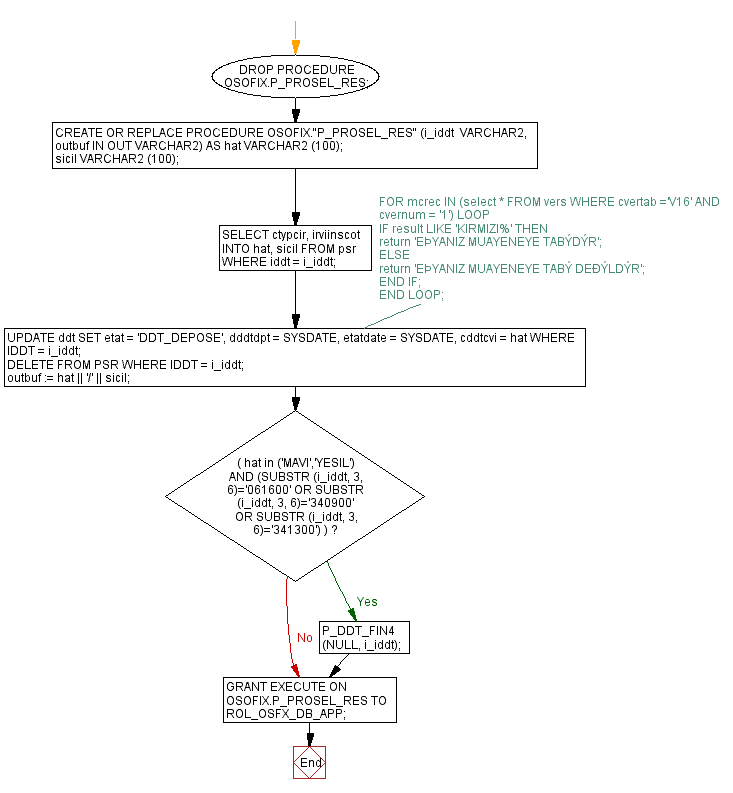 DROP PROCEDURE
OSOFIX.P_PROSEL_RES;
CREATE OR REPLACE PROCEDURE OSOFIX."P_PROSEL_RES" (i_iddt  VARCHAR2,
outbuf IN OUT VARCHAR2) AS hat VARCHAR2 (100);
sicil VARCHAR2 (100);
FOR mcrec IN (select * FROM vers WHERE cvertab ='V16' AND
cvernum = '1') LOOP
IF result LIKE 'KIRMIZI%' THEN
return 'EÞYANIZ MUAYENEYE TABÝDÝR';
ELSE
return 'EÞYANIZ MUAYENEYE TABÝ DEÐÝLDÝR';
END IF;
END LOOP;
SELECT ctypcir, irviinscot
INTO hat, sicil FROM psr
WHERE iddt = i_iddt;
UPDATE ddt SET etat = 'DDT_DEPOSE', dddtdpt = SYSDATE, etatdate = SYSDATE, cddtcvi = hat WHERE
IDDT = i_iddt;
DELETE FROM PSR WHERE IDDT = i_iddt;
outbuf := hat || '/' || sicil;
( hat in ('MAVI','YESIL')
AND (SUBSTR (i_iddt, 3,
6)='061600' OR SUBSTR
(i_iddt, 3, 6)='340900'
OR SUBSTR (i_iddt, 3,
6)='341300') ) ?
Yes
No
P_DDT_FIN4
(NULL, i_iddt);
GRANT EXECUTE ON
OSOFIX.P_PROSEL_RES TO
ROL_OSFX_DB_APP;
End